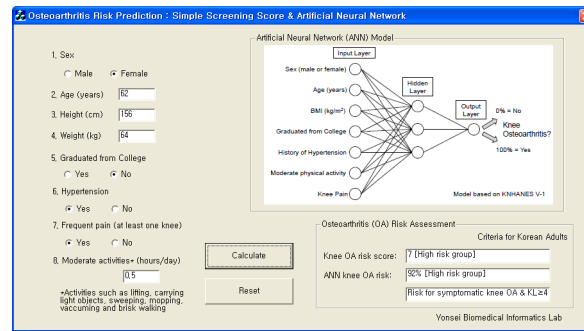 Osteoarthritis Risk Prediction : Simple Screening Score & Artificial Neural Network
1. Sex
Male
Female
2. Age (years)
62
3. Height (cm)
156
4. Weight (kg)
64
5. Graduated from College
Yes
No
6. Hypertension
Yes
No
7. Frequent pain (at least one knee)
Yes
No
8. Moderate activities* (hours/day)
0,5
*Activities such as lifting, carrying
light objects, sweeping, mopping,
vaccuming and brisk walking
Calculate
Reset
Artificial Neural Network (ANN) Model
Input Layer
Sex (male or female)
Age (years)
BMI (kg/m²)
Graduated from College
History of Hypertension
Moderate physical activity
Knee Pain
Hidden
Layer
Output
Layer
0% = No
Knee
Osteoarthritis?
100% = Yes
Model based on KNHANES V-1
Osteoarthritis (OA) Risk Assessment
Criteria for Korean Adults
Knee OA risk score:
7 [High risk group]
ANN knee OA risk:
92% [High risk group]
Risk for symptomatic knee OA & KL≥4
Yonsei Biomedical Informatics Lab